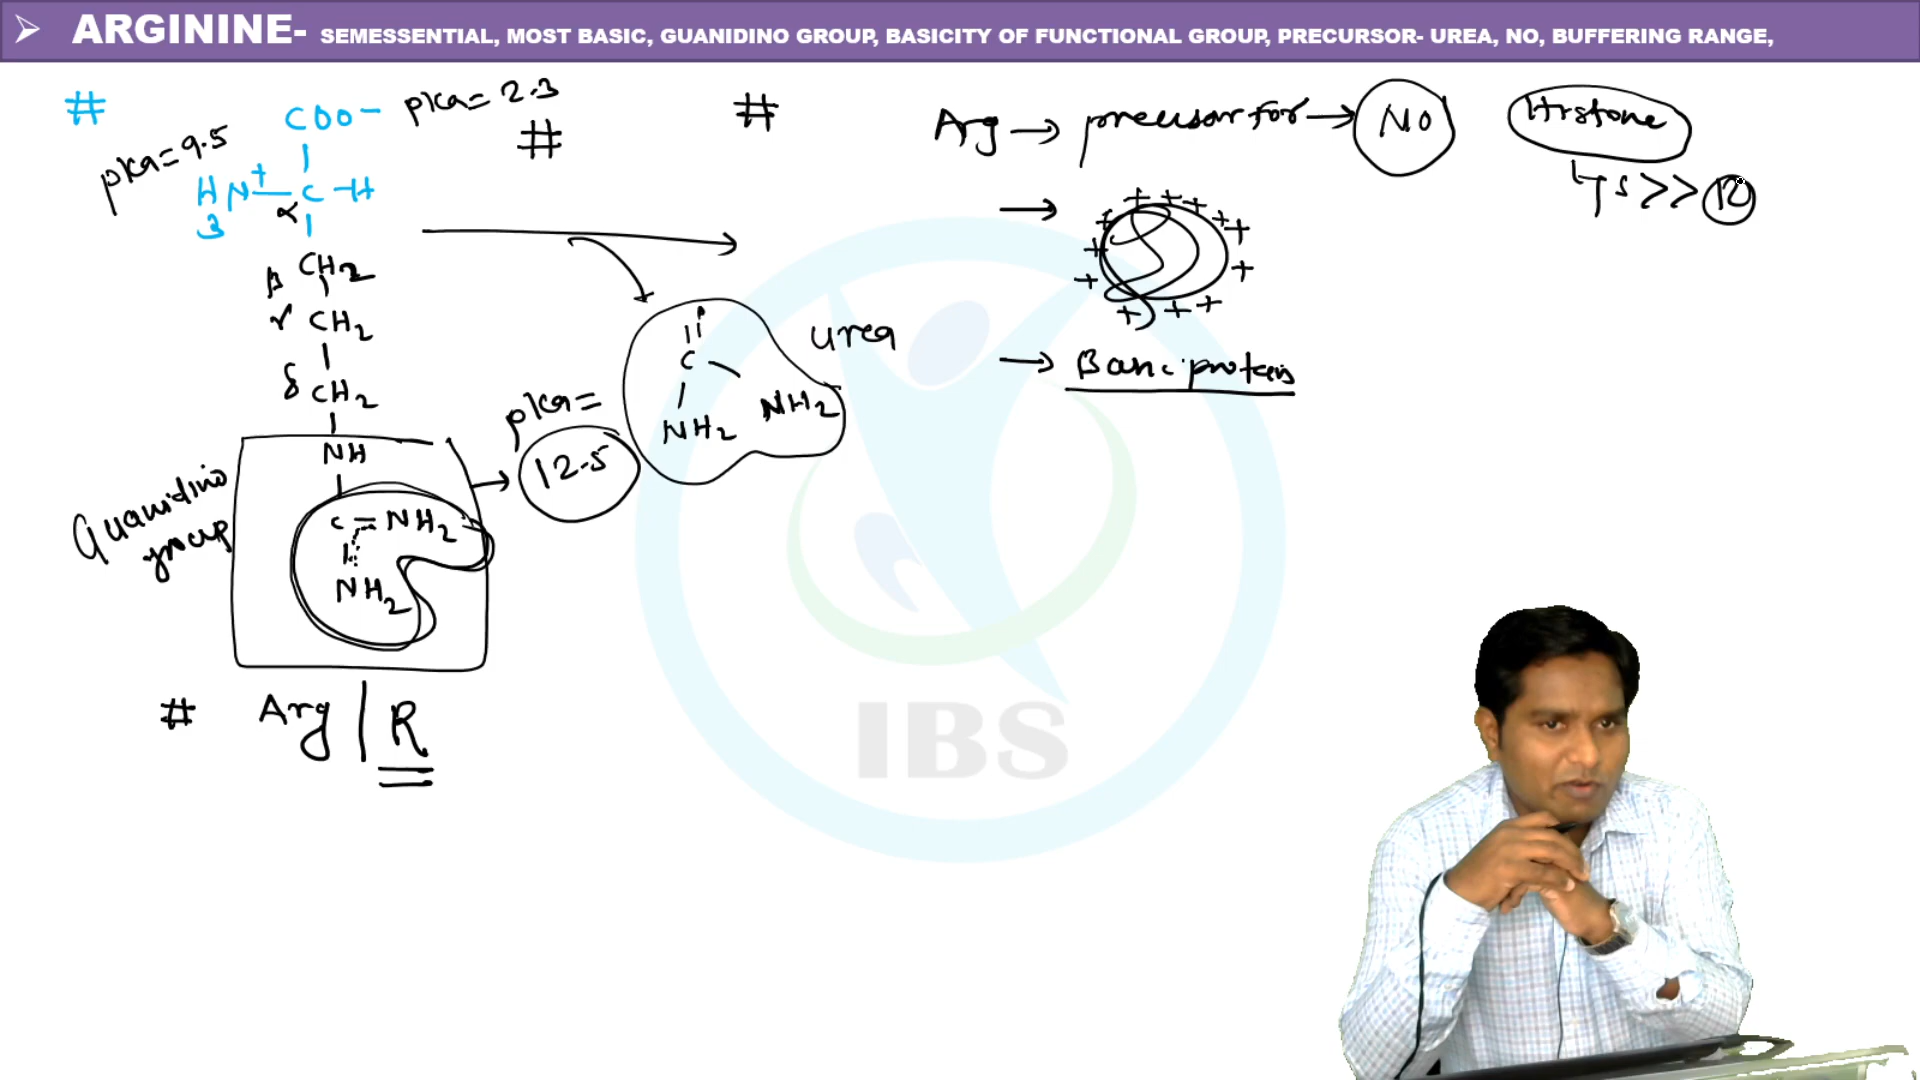 ARGININE- SEMESSENTIAL, MOST BASIC, GUANIDINO GROUP, BASICITY OF FUNCTIONAL GROUP, PRECURSOR- UREA, NO, BUFFERING RANGE,
# COO- pka= 2.3 # # Arg → precursor for → NO Histone
pka=9.5 H3N+ — C - H Lys >> R
α
β CH2
γ CH2
δ CH2
NH
Guanidino group
C = NH2
NH2
pka= 12.5
C
NH2 NH2
urea
+ + + + + + + + + + + +
→ Basic proteins
# Arg | R
IBS